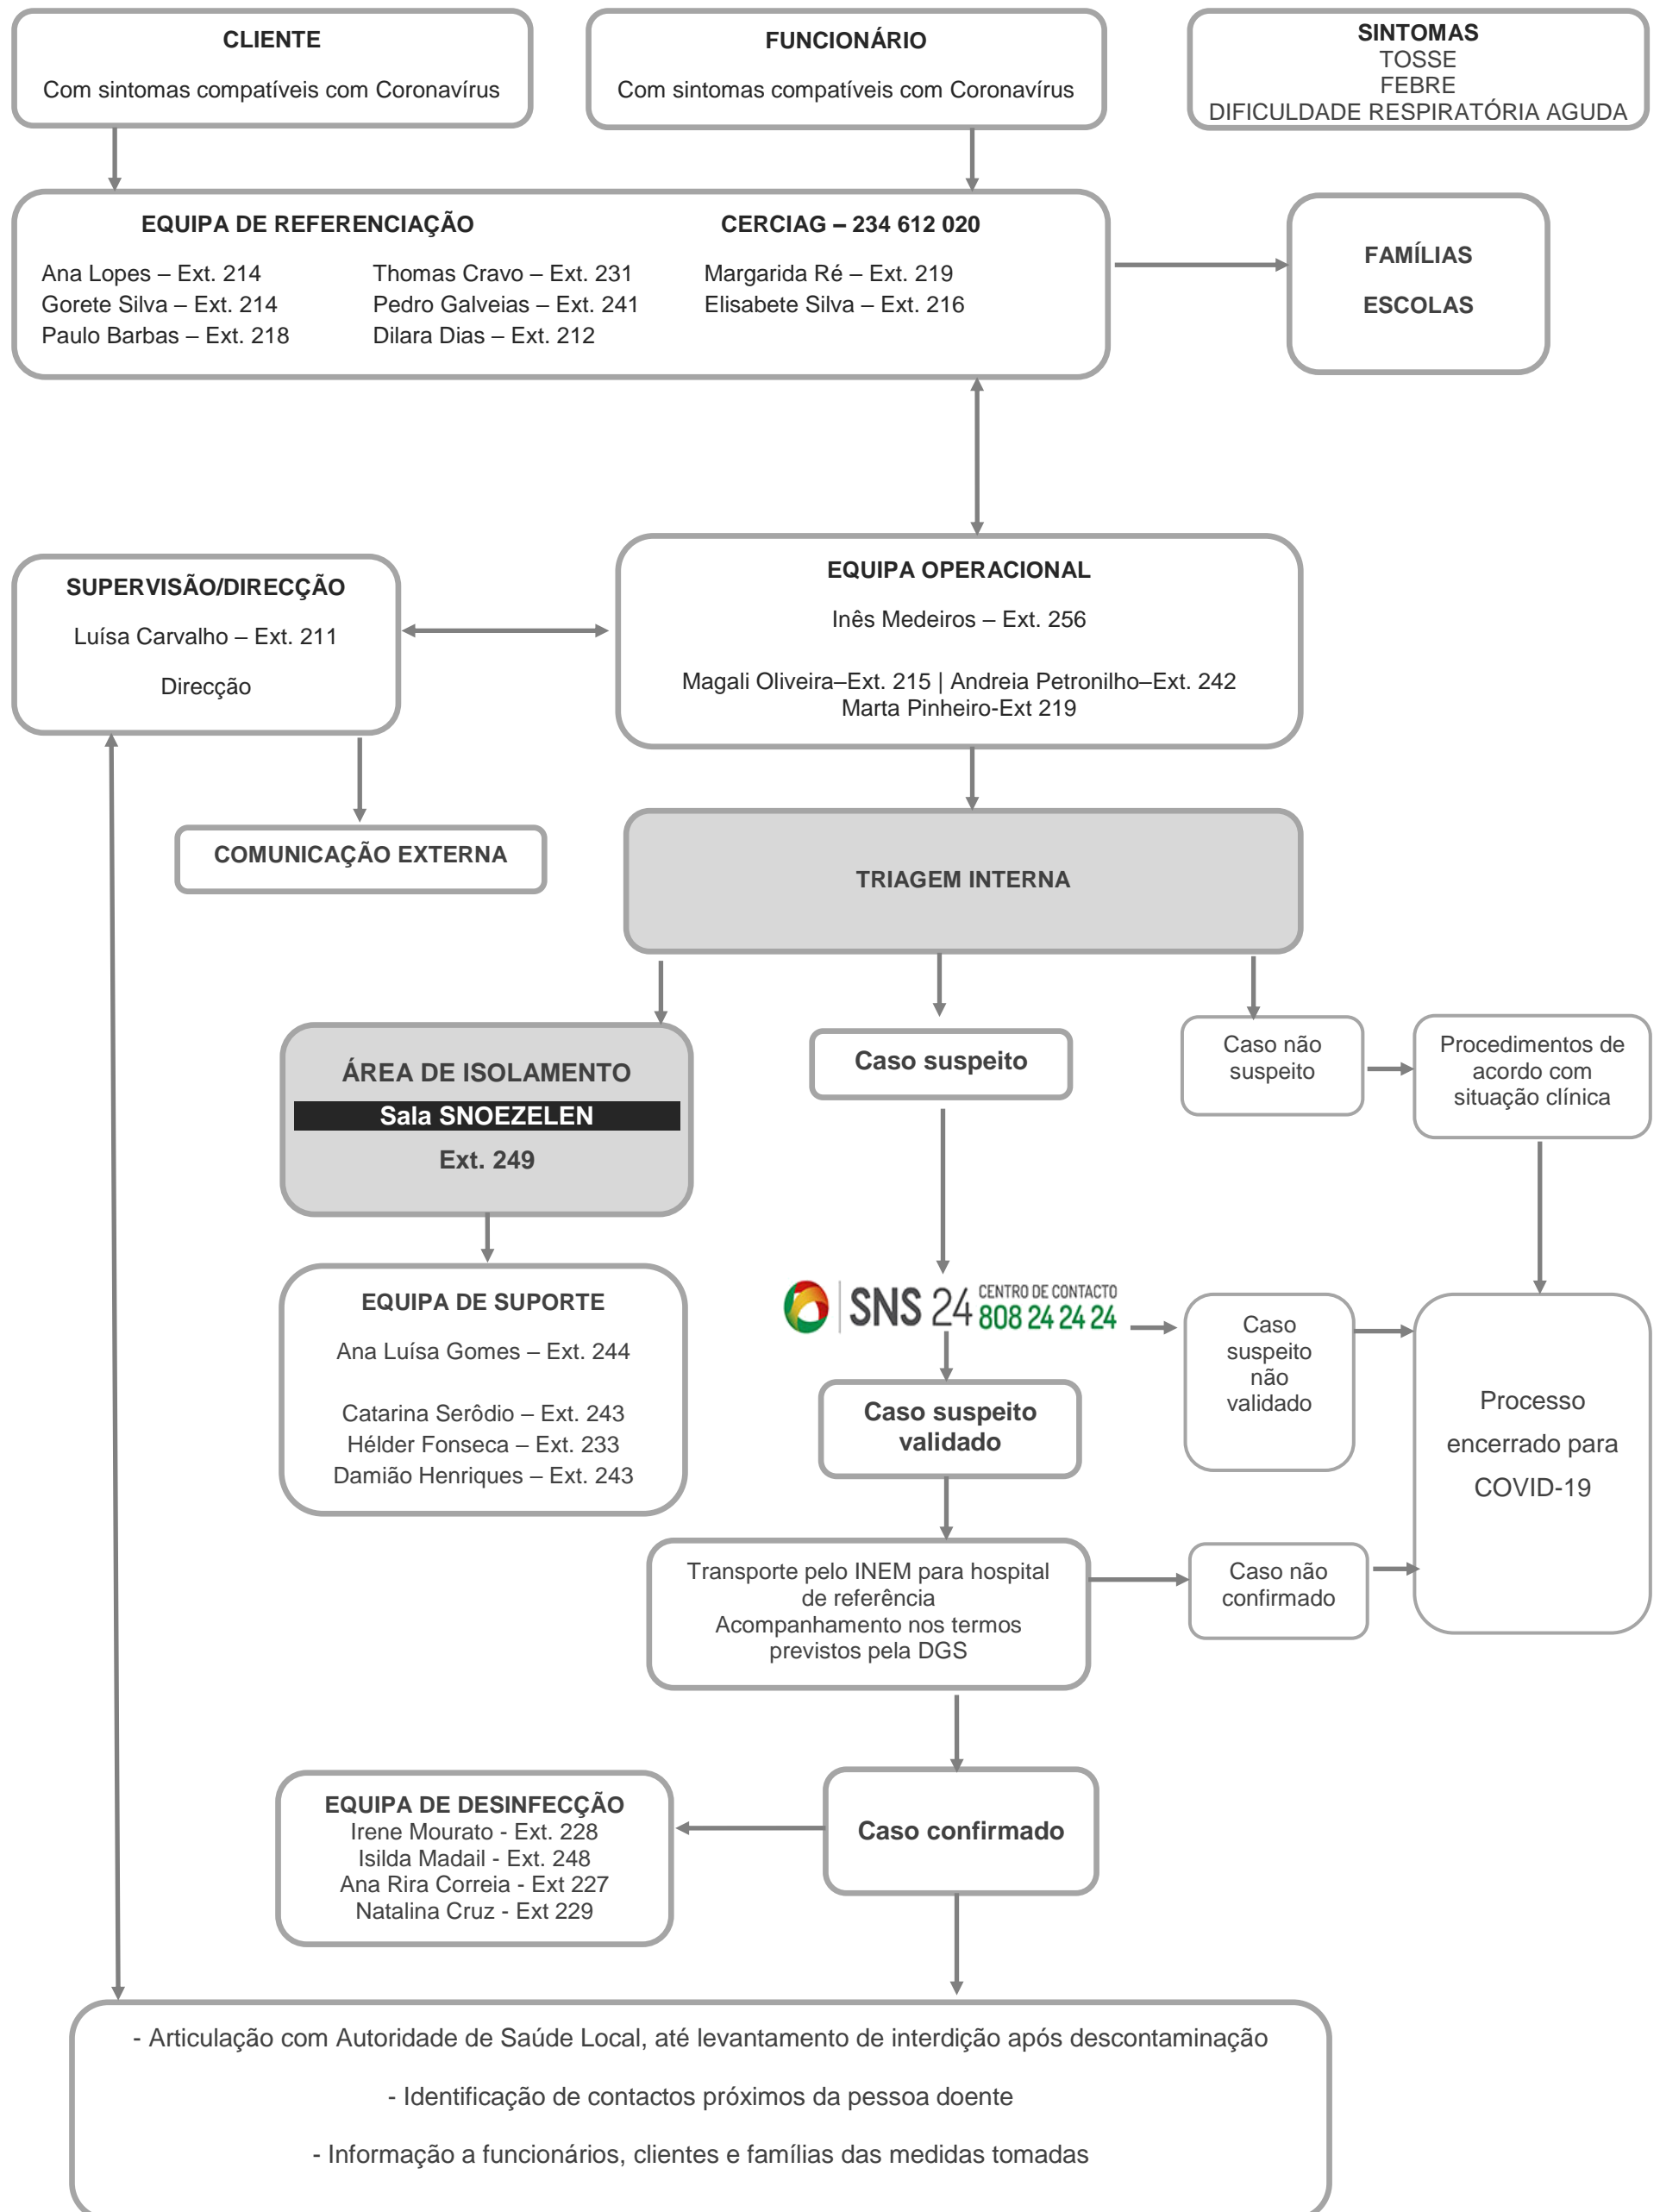 CLIENTE
Com sintomas compatíveis com Coronavírus
FUNCIONÁRIO
Com sintomas compatíveis com Coronavírus
SINTOMAS
TOSSE
FEBRE
DIFICULDADE RESPIRATÓRIA AGUDA
EQUIPA DE REFERENCIAÇÃO CERCIAG – 234 612 020
Ana Lopes – Ext. 214 Thomas Cravo – Ext. 231 Margarida Ré – Ext. 219
Gorete Silva – Ext. 214 Pedro Galveias – Ext. 241 Elisabete Silva – Ext. 216
Paulo Barbas – Ext. 218 Dilara Dias – Ext. 212
FAMÍLIAS
ESCOLAS
SUPERVISÃO/DIRECÇÃO
Luísa Carvalho – Ext. 211
Direcção
EQUIPA OPERACIONAL
Inês Medeiros – Ext. 256
Magali Oliveira–Ext. 215 | Andreia Petronilho–Ext. 242
Marta Pinheiro-Ext 219
COMUNICAÇÃO EXTERNA
TRIAGEM INTERNA
ÁREA DE ISOLAMENTO
Sala SNOEZELEN
Ext. 249
Caso suspeito
Caso não
suspeito
Procedimentos de
acordo com
situação clínica
EQUIPA DE SUPORTE
Ana Luísa Gomes – Ext. 244
Catarina Serôdio – Ext. 243
Hélder Fonseca – Ext. 233
Damião Henriques – Ext. 243
SNS 24 CENTRO DE CONTACTO
808 24 24 24
Caso
suspeito
não
validado
Processo
encerrado para
COVID-19
Caso suspeito
validado
Transporte pelo INEM para hospital
de referência
Acompanhamento nos termos
previstos pela DGS
Caso não
confirmado
EQUIPA DE DESINFECÇÃO
Irene Mourato - Ext. 228
Isilda Madail - Ext. 248
Ana Rira Correia - Ext 227
Natalina Cruz - Ext 229
Caso confirmado
- Articulação com Autoridade de Saúde Local, até levantamento de interdição após descontaminação
- Identificação de contactos próximos da pessoa doente
- Informação a funcionários, clientes e famílias das medidas tomadas